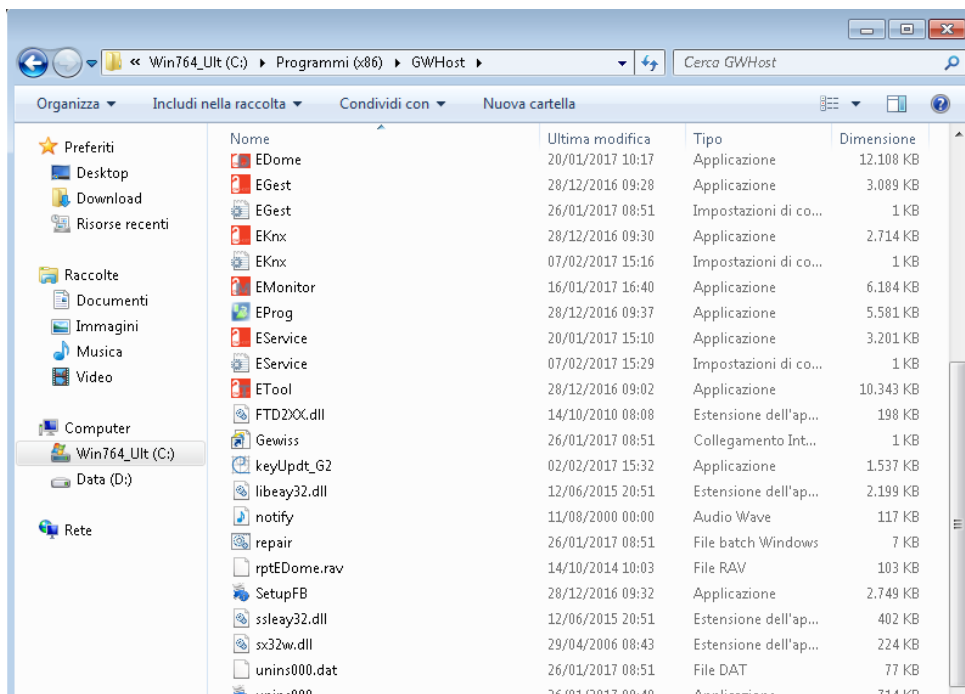 « Win764_Ult (C:) ▸ Programmi (x86) ▸ GWHost ▸ Cerca GWHost
Organizza Includi nella raccolta Condividi con Nuova cartella
Preferiti
Desktop
Download
Risorse recenti
Raccolte
Documenti
Immagini
Musica
Video
Computer
Win764_Ult (C:)
Data (D:)
Rete
Nome Ultima modifica Tipo Dimensione
EDome 20/01/2017 10:17 Applicazione 12.108 KB
EGest 28/12/2016 09:28 Applicazione 3.089 KB
EGest 26/01/2017 08:51 Impostazioni di co... 1 KB
EKnx 28/12/2016 09:30 Applicazione 2.714 KB
EKnx 07/02/2017 15:16 Impostazioni di co... 1 KB
EMonitor 16/01/2017 16:40 Applicazione 6.184 KB
EProg 28/12/2016 09:37 Applicazione 5.581 KB
EService 20/01/2017 15:10 Applicazione 3.201 KB
EService 07/02/2017 15:29 Impostazioni di co... 1 KB
ETool 28/12/2016 09:02 Applicazione 10.343 KB
FTD2XX.dll 14/10/2010 08:08 Estensione dell'ap... 198 KB
Gewiss 26/01/2017 08:51 Collegamento Int... 1 KB
keyUpdt_G2 02/02/2017 15:32 Applicazione 1.537 KB
libeay32.dll 12/06/2015 20:51 Estensione dell'ap... 2.199 KB
notify 11/08/2000 00:00 Audio Wave 117 KB
repair 26/01/2017 08:51 File batch Windows 7 KB
rptEDome.rav 14/10/2014 10:03 File RAV 103 KB
SetupFB 28/12/2016 09:32 Applicazione 2.749 KB
ssleay32.dll 12/06/2015 20:51 Estensione dell'ap... 402 KB
sx32w.dll 29/04/2006 08:43 Estensione dell'ap... 224 KB
unins000.dat 26/01/2017 08:51 File DAT 77 KB